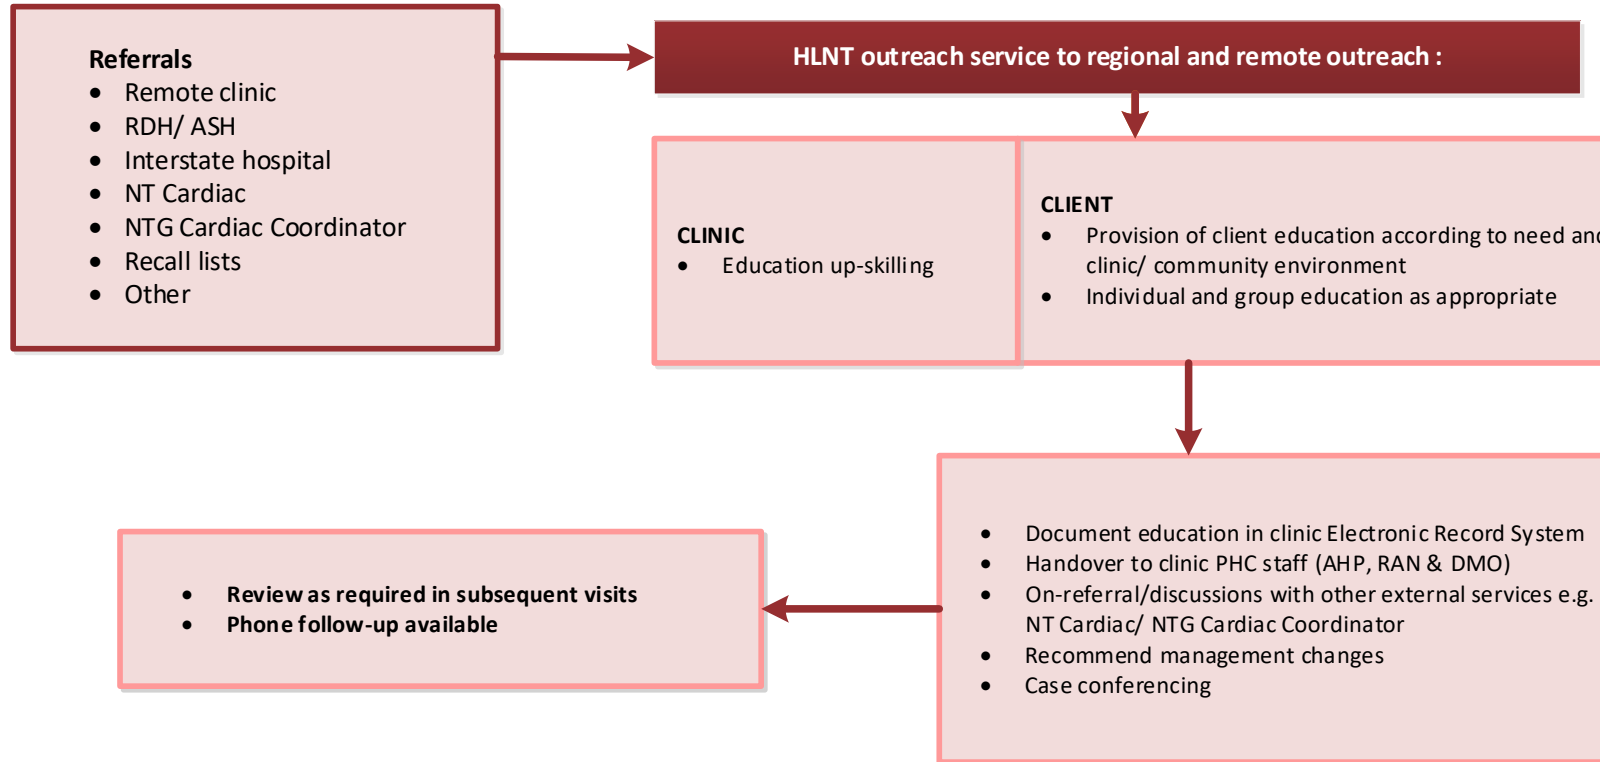 Referrals
• Remote clinic
• RDH/ ASH
• Interstate hospital
• NT Cardiac
• NTG Cardiac Coordinator
• Recall lists
• Other
HLNT outreach service to regional and remote outreach :
CLINIC
• Education up-skilling
CLIENT
• Provision of client education according to need and
clinic/ community environment
• Individual and group education as appropriate
• Document education in clinic Electronic Record System
• Handover to clinic PHC staff (AHP, RAN & DMO)
• On-referral/discussions with other external services e.g.
NT Cardiac/ NTG Cardiac Coordinator
• Recommend management changes
• Case conferencing
• Review as required in subsequent visits
• Phone follow-up available